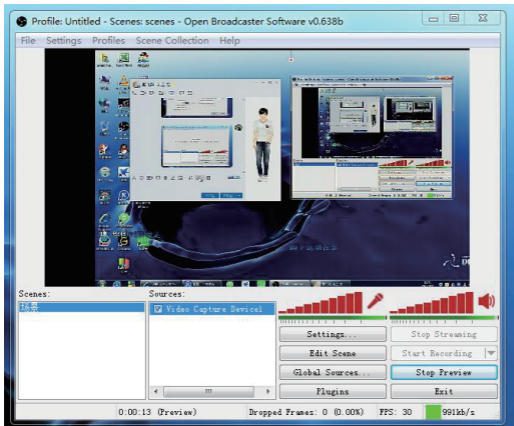 Profile: Untitled - Scenes: scenes - Open Broadcaster Software v0.638b
File Settings Profiles Scene Collection Help
Scenes:
Sources:
场景
Video Capture Device1
Settings...
Stop Streaming
Edit Scene
Start Recording
Global Sources...
Stop Preview
Plugins
Exit
0:00:13 (Preview)
Dropped Frames: 0 (0.00%)
FPS: 30
991kb/s